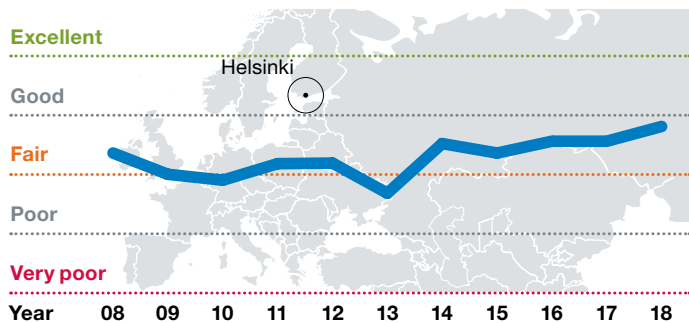 Excellent
Helsinki
Good
Fair
Poor
Very poor
Year 08 09 10 11 12 13 14 15 16 17 18